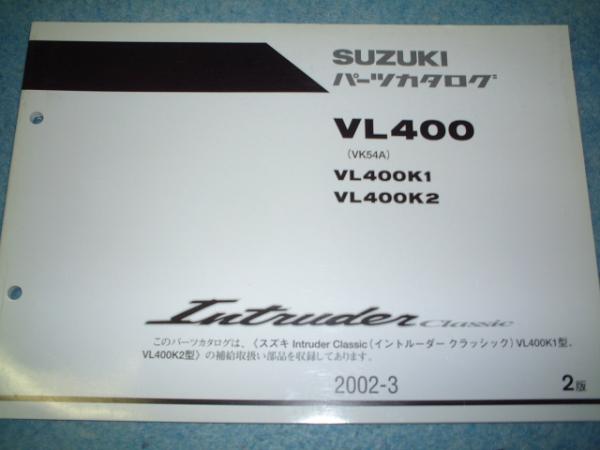 SUZUKI
パーツカタログ
VL400
(VK54A)
VL400K1
VL400K2
Intruder Classic
このパーツカタログは、〈スズキ Intruder Classic(イントルーダー クラッシック)VL400K1型、
VL400K2型〉の補給取扱い部品を収録してあります。
2002-3
2版